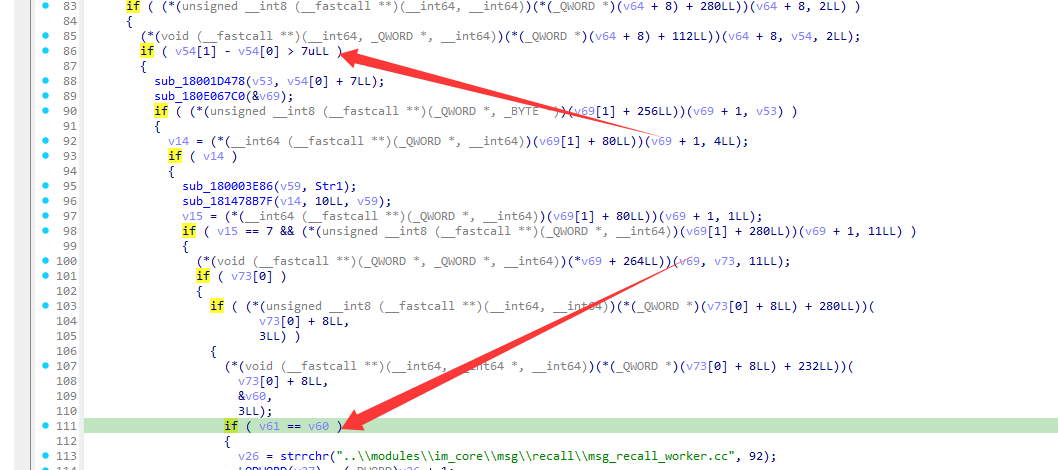 83 if ( (*(unsigned __int8 (__fastcall **)(__int64, __int64))(*(_QWORD *)(v64 + 8) + 280LL))(v64 + 8, 2LL) )
84 {
85 (*(void (__fastcall **)(__int64, _QWORD *, __int64))(*(_QWORD *)(v64 + 8) + 112LL))(v64 + 8, v54, 2LL);
86 if ( v54[1] - v54[0] > 7uLL )
87 {
88 sub_18001D478(v53, v54[0] + 7LL);
89 sub_180E067C0(&v69);
90 if ( (*(unsigned __int8 (__fastcall **)(_QWORD *, _BYTE *))(v69[1] + 256LL))(v69 + 1, v53) )
91 {
92 v14 = (*(__int64 (__fastcall **)(_QWORD *, __int64))(v69[1] + 80LL))(v69 + 1, 4LL);
93 if ( v14 )
94 {
95 sub_180003E86(v59, Str1);
96 sub_181478B7F(v14, 10LL, v59);
97 v15 = (*(__int64 (__fastcall **)(_QWORD *, __int64))(v69[1] + 80LL))(v69 + 1, 1LL);
98 if ( v15 == 7 && (*(unsigned __int8 (__fastcall **)(_QWORD *, __int64))(v69[1] + 280LL))(v69 + 1, 11LL) )
99 {
100 (*(void (__fastcall **)(_QWORD *, _QWORD *, __int64))(*v69 + 264LL))(v69, v73, 11LL);
101 if ( v73[0] )
102 {
103 if ( (*(unsigned __int8 (__fastcall **)(__int64, __int64))(*(_QWORD *)(v73[0] + 8LL) + 280LL))(
104 v73[0] + 8LL,
105 3LL) )
106 {
107 (*(void (__fastcall **)(__int64, __int64 *, __int64))(*(_QWORD *)(v73[0] + 8LL) + 232LL))(
108 v73[0] + 8LL,
109 &v60,
110 3LL);
111 if ( v61 == v60 )
112 {
113 v26 = strrchr("..\\modules\\im_core\\msg\\recall\\msg_recall_worker.cc", 92);